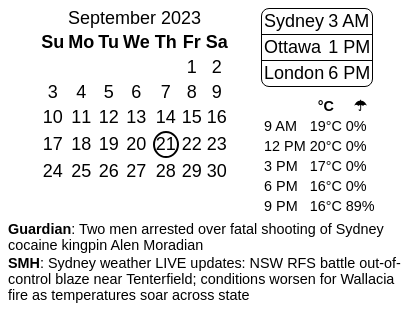 September 2023
Su Mo Tu We Th Fr Sa
1 2
3 4 5 6 7 8 9
10 11 12 13 14 15 16
17 18 19 20 21 22 23
24 25 26 27 28 29 30
Sydney 3 AM
Ottawa 1 PM
London 6 PM
°C ☂
9 AM 19°C 0%
12 PM 20°C 0%
3 PM 17°C 0%
6 PM 16°C 0%
9 PM 16°C 89%
Guardian: Two men arrested over fatal shooting of Sydney
cocaine kingpin Alen Moradian
SMH: Sydney weather LIVE updates: NSW RFS battle out-of-
control blaze near Tenterfield; conditions worsen for Wallacia
fire as temperatures soar across state